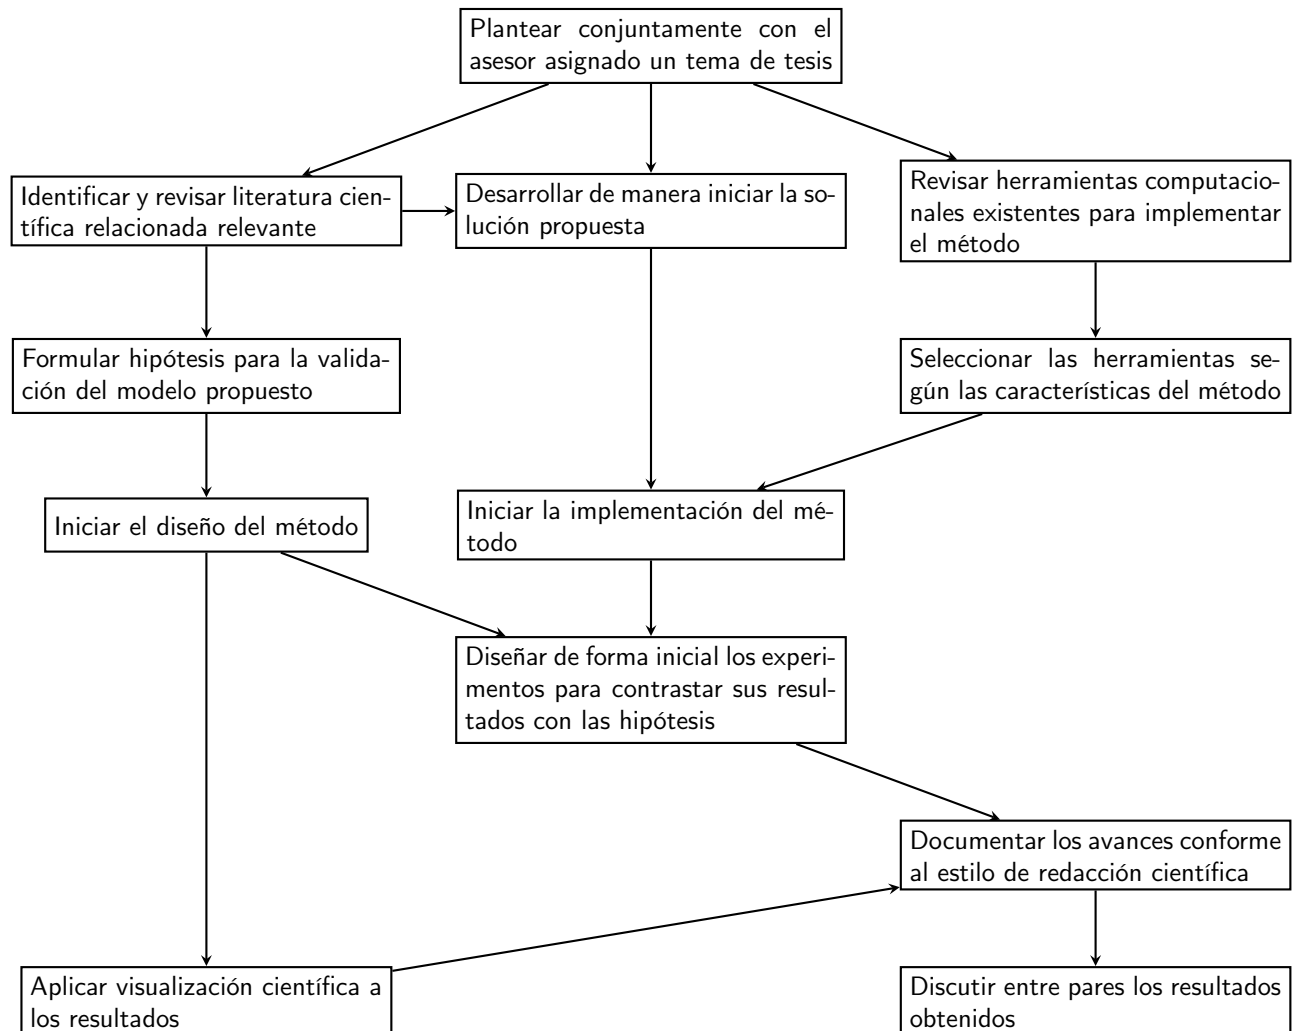 Plantear conjuntamente con el
asesor asignado un tema de tesis
Identificar y revisar literatura cien-
tífica relacionada relevante
Desarrollar de manera iniciar la so-
lución propuesta
Revisar herramientas computacio-
nales existentes para implementar
el método
Formular hipótesis para la valida-
ción del modelo propuesto
Seleccionar las herramientas se-
gún las características del método
Iniciar el diseño del método
Iniciar la implementación del mé-
todo
Diseñar de forma inicial los experi-
mentos para contrastar sus resul-
tados con las hipótesis
Documentar los avances conforme
al estilo de redacción científica
Aplicar visualización científica a
los resultados
Discutir entre pares los resultados
obtenidos